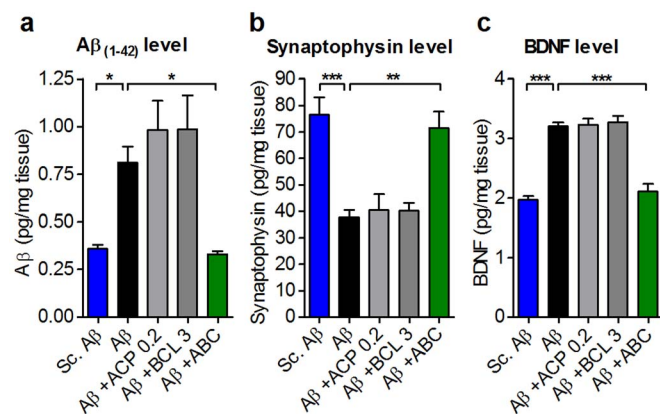 a
Aβ(1-42) level
* *
Aβ (pg/mg tissue)
1.25
1.00
0.75
0.50
0.25
0.00
Sc. Aβ
Aβ
Aβ +ACP 0.2
Aβ +BCL 3
Aβ +ABC
b
Synaptophysin level
*** **
Synaptophysin (pg/mg tissue)
90
80
70
60
50
40
30
20
10
0
Sc. Aβ
Aβ
Aβ +ACP 0.2
Aβ +BCL 3
Aβ +ABC
c
BDNF level
*** ***
BDNF (pg/mg tissue)
4
3
2
1
0
Sc. Aβ
Aβ
Aβ +ACP 0.2
Aβ +BCL 3
Aβ +ABC